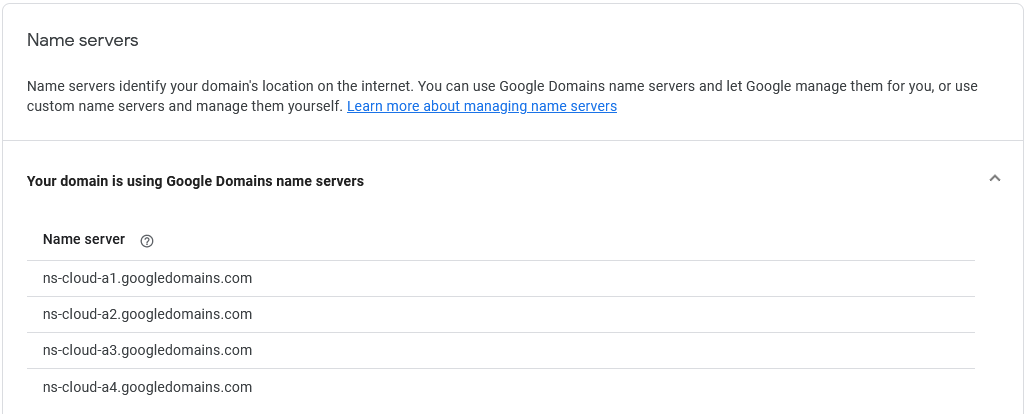 Name servers
Name servers identify your domain's location on the internet. You can use Google Domains name servers and let Google manage them for you, or use
custom name servers and manage them yourself. Learn more about managing name servers
Your domain is using Google Domains name servers
Name server
ns-cloud-a1.googledomains.com
ns-cloud-a2.googledomains.com
ns-cloud-a3.googledomains.com
ns-cloud-a4.googledomains.com